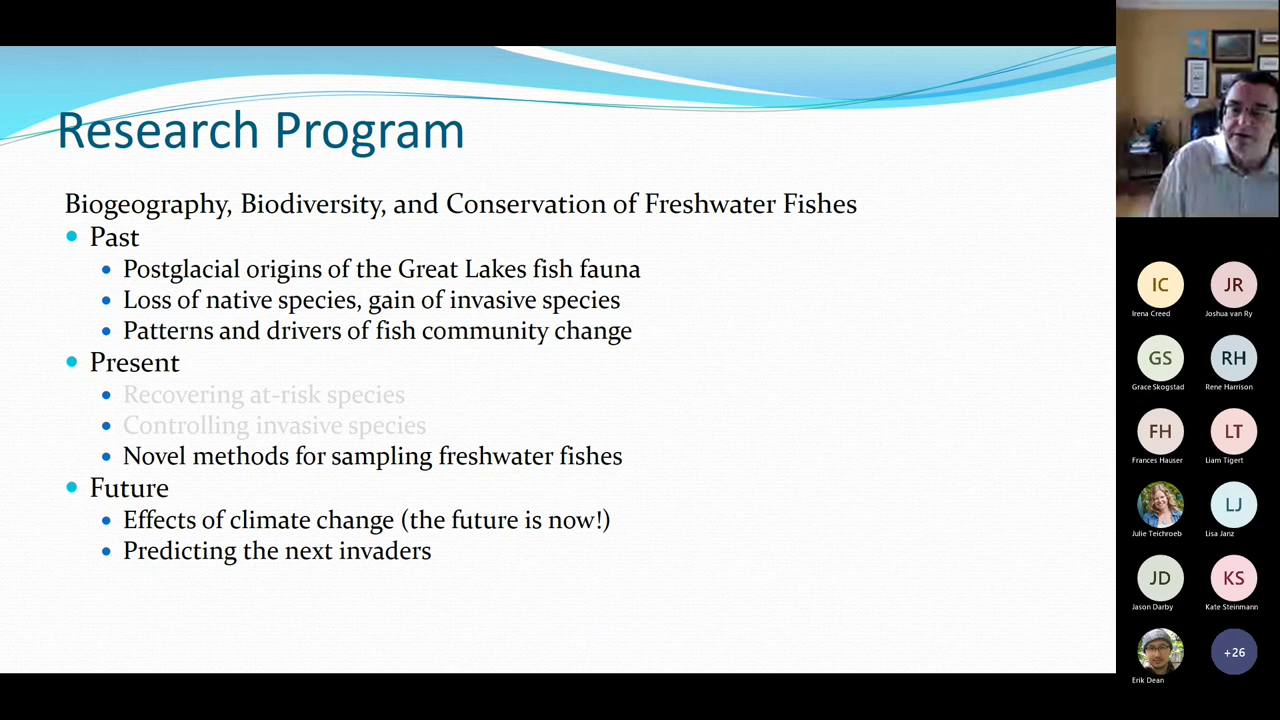 Research Program
Biogeography, Biodiversity, and Conservation of Freshwater Fishes
Past
Postglacial origins of the Great Lakes fish fauna
Loss of native species, gain of invasive species
Patterns and drivers of fish community change
Present
Recovering at-risk species
Controlling invasive species
Novel methods for sampling freshwater fishes
Future
Effects of climate change (the future is now!)
Predicting the next invaders
IC
JR
Irena Creed
Joshua van Ry
GS
RH
Grace Skogstad
Rene Harrison
FH
LT
Frances Hauser
Liam Tigert
LJ
Julie Teichroeb
Lisa Janz
JD
KS
Jason Darby
Kate Steinmann
+26
Erik Dean